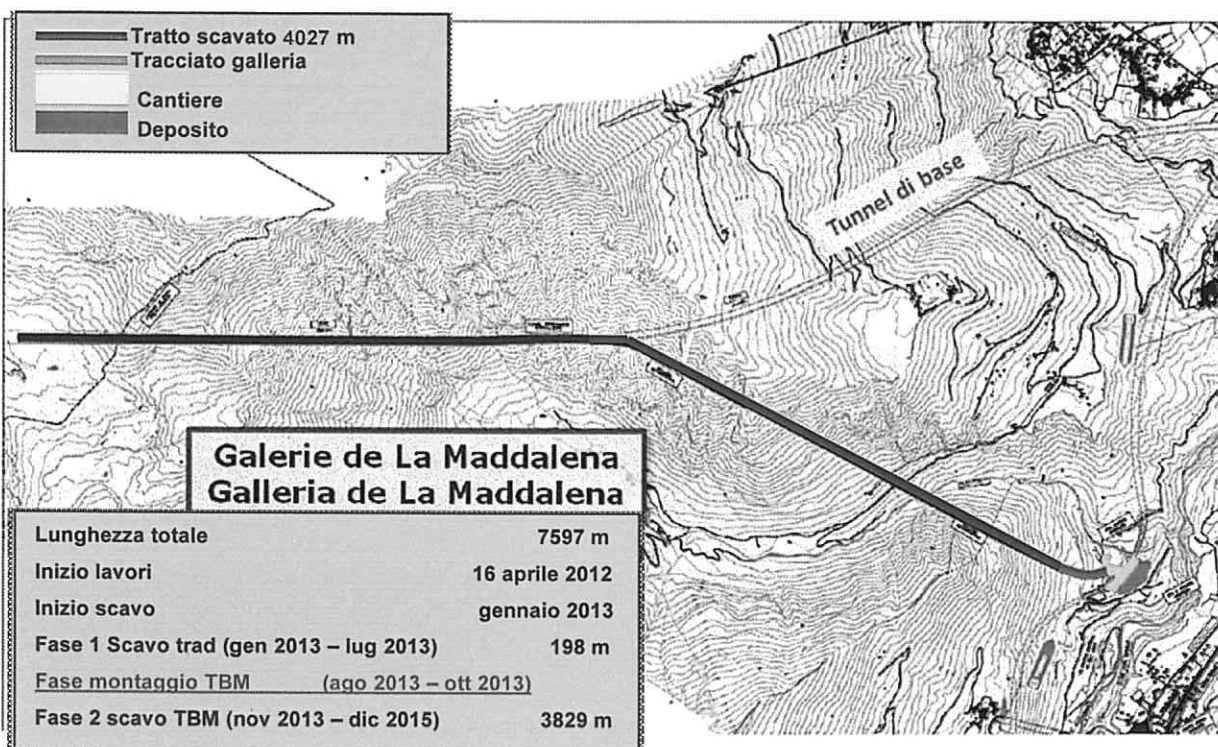 Tratto scavato 4027 m
Tracciato galleria
Cantiere
Deposito
Tunnel di base
Galerie de La Maddalena
Galleria de La Maddalena
Lunghezza totale 7597 m
Inizio lavori 16 aprile 2012
Inizio scavo gennaio 2013
Fase 1 Scavo trad (gen 2013 – lug 2013) 198 m
Fase montaggio TBM (ago 2013 – ott 2013)
Fase 2 scavo TBM (nov 2013 – dic 2015) 3829 m